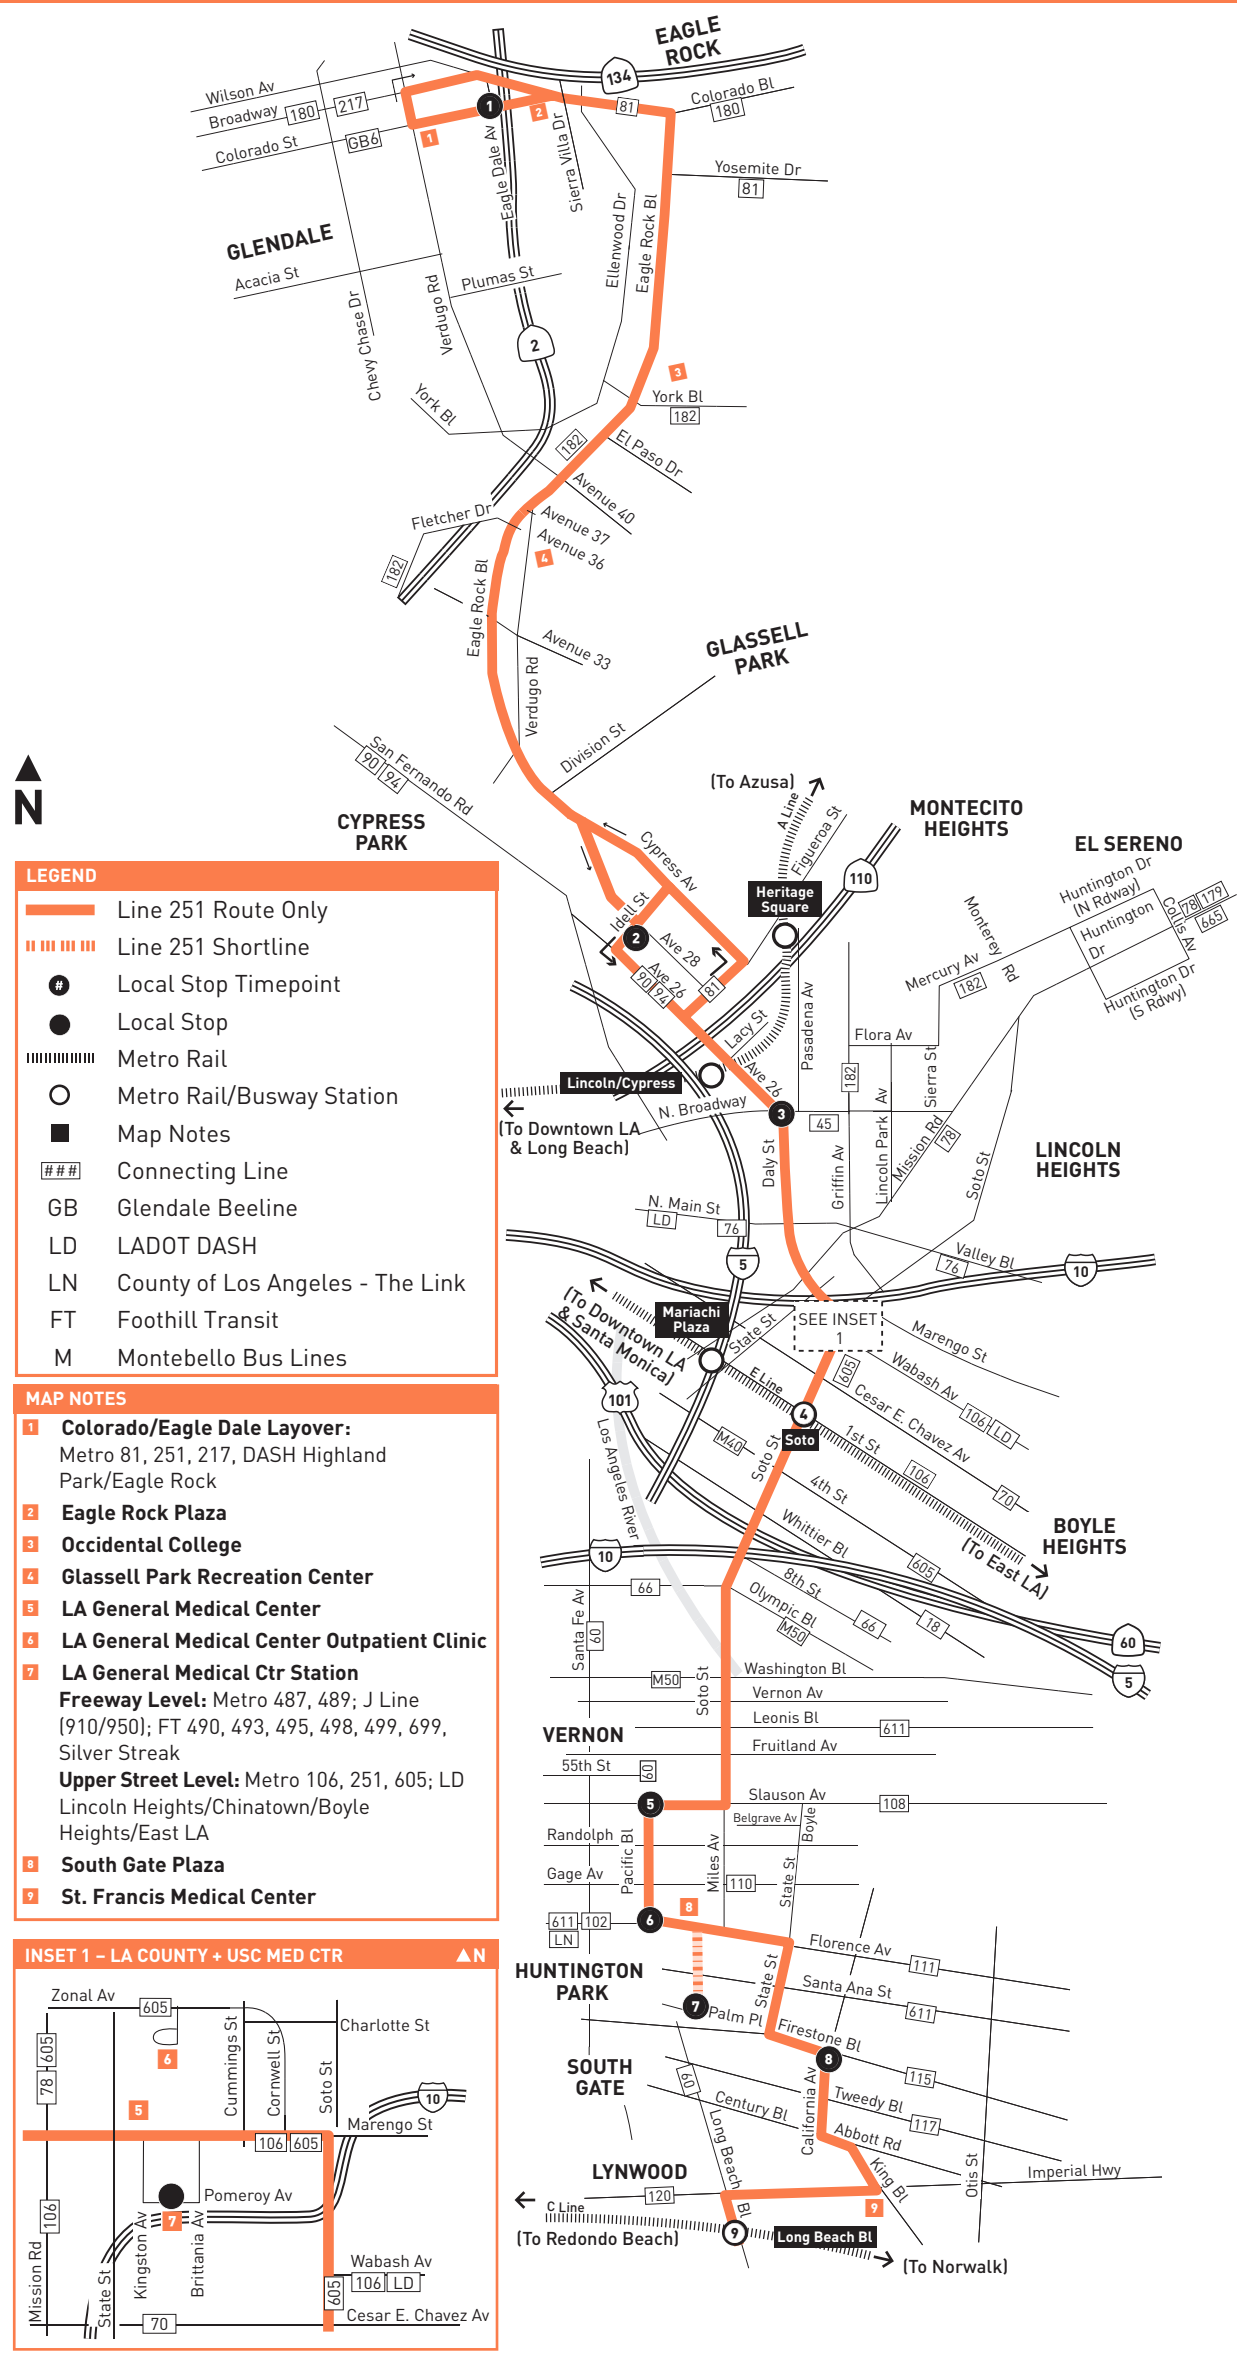 EAGLE
ROCK
134
Wilson Av
Broadway
180
217
Colorado St
GB6
1
1
2
81
Colorado Bl
180
Eagle Dale Av
Sierra Villa Dr
Yosemite Dr
81
Ellenwood Dr
Eagle Rock Bl
GLENDALE
Acacia St
Plumas St
Chevy Chase Dr
Verdugo Rd
2
3
York Bl
York Bl
182
182
El Paso Dr
Avenue 40
Fletcher Dr
Avenue 37
Avenue 36
4
182
Eagle Rock Bl
Avenue 33
GLASSELL
PARK
Verdugo Rd
Division St
San Fernando Rd
90
94
N
CYPRESS
PARK
(To Azusa)
A Line
Figueroa St
MONTECITO
HEIGHTS
110
EL SERENO
Cypress Av
Heritage
Square
Idell St
2
Ave 28
Ave 26
90
94
81
Huntington Dr
(N Rdway)
Huntington
Dr
Collis Av
78
179
665
Huntington Dr
(S Rdwy)
Monterey
Rd
Mercury Av
182
Pasadena Av
Lacy St
Flora Av
Lincoln/Cypress
Ave 26
182
Sierra St
N. Broadway
3
45
(To Downtown LA
& Long Beach)
Daly St
Griffin Av
Lincoln Park Av
Mission Rd
78
Soto St
LINCOLN
HEIGHTS
N. Main St
LD
76
5
Valley Bl
76
10
(To Downtown LA
& Santa Monica)
Mariachi
Plaza
State St
SEE INSET
1
Marengo St
605
Wabash Av
106
LD
E Line
101
4
Soto
Cesar E. Chavez Av
70
1st St
106
M40
Soto St
4th St
605
Los Angeles River
Whittier Bl
18
BOYLE
HEIGHTS
(To East LA)
10
66
8th St
66
Olympic Bl
M50
60
5
Santa Fe Av
60
M50
Soto St
Washington Bl
Vernon Av
Leonis Bl
611
Fruitland Av
VERNON
55th St
60
5
Slauson Av
108
Belgrave Av
Boyle
Randolph
Pacific Bl
Miles Av
State St
Gage Av
110
611
102
LN
6
8
Florence Av
111
HUNTINGTON
PARK
State St
Santa Ana St
611
7
Palm Pl
Firestone Bl
8
115
SOUTH
GATE
60
Long Beach Bl
Century Bl
California Av
Tweedy Bl
117
Abbott Rd
King Bl
Otis St
Imperial Hwy
LYNWOOD
120
9
C Line
(To Redondo Beach)
9
Long Beach Bl
(To Norwalk)
LEGEND
Line 251 Route Only
Line 251 Shortline
# Local Stop Timepoint
Local Stop
Metro Rail
Metro Rail/Busway Station
Map Notes
### Connecting Line
GB Glendale Beeline
LD LADOT DASH
LN County of Los Angeles - The Link
FT Foothill Transit
M Montebello Bus Lines
MAP NOTES
1 Colorado/Eagle Dale Layover:
Metro 81, 251, 217, DASH Highland
Park/Eagle Rock
2 Eagle Rock Plaza
3 Occidental College
4 Glassell Park Recreation Center
5 LA General Medical Center
6 LA General Medical Center Outpatient Clinic
7 LA General Medical Ctr Station
Freeway Level: Metro 487, 489; J Line
(910/950); FT 490, 493, 495, 498, 499, 699,
Silver Streak
Upper Street Level: Metro 106, 251, 605; LD
Lincoln Heights/Chinatown/Boyle
Heights/East LA
8 South Gate Plaza
9 St. Francis Medical Center
INSET 1 – LA COUNTY + USC MED CTR
N
Zonal Av
605
605
78
6
Cummings St
Cornwell St
Soto St
Charlotte St
10
5
Marengo St
106
605
Pomeroy Av
7
106
Mission Rd
State St
Kingston Av
Brittania Av
Wabash Av
106
LD
605
70
Cesar E. Chavez Av